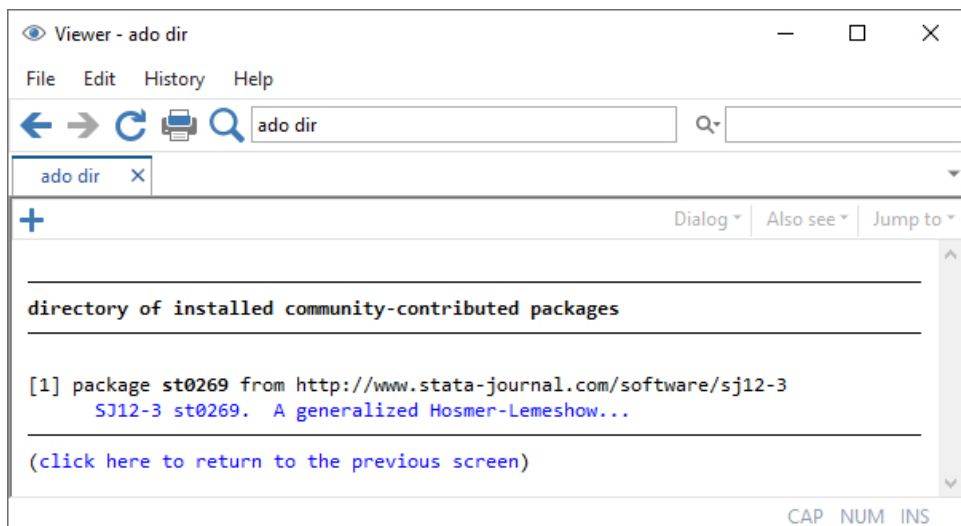 Viewer - ado dir
File Edit History Help
ado dir
ado dir
Dialog Also see Jump to
directory of installed community-contributed packages
[1] package st0269 from http://www.stata-journal.com/software/sj12-3
SJ12-3 st0269. A generalized Hosmer-Lemeshow...
(click here to return to the previous screen)
CAP NUM INS